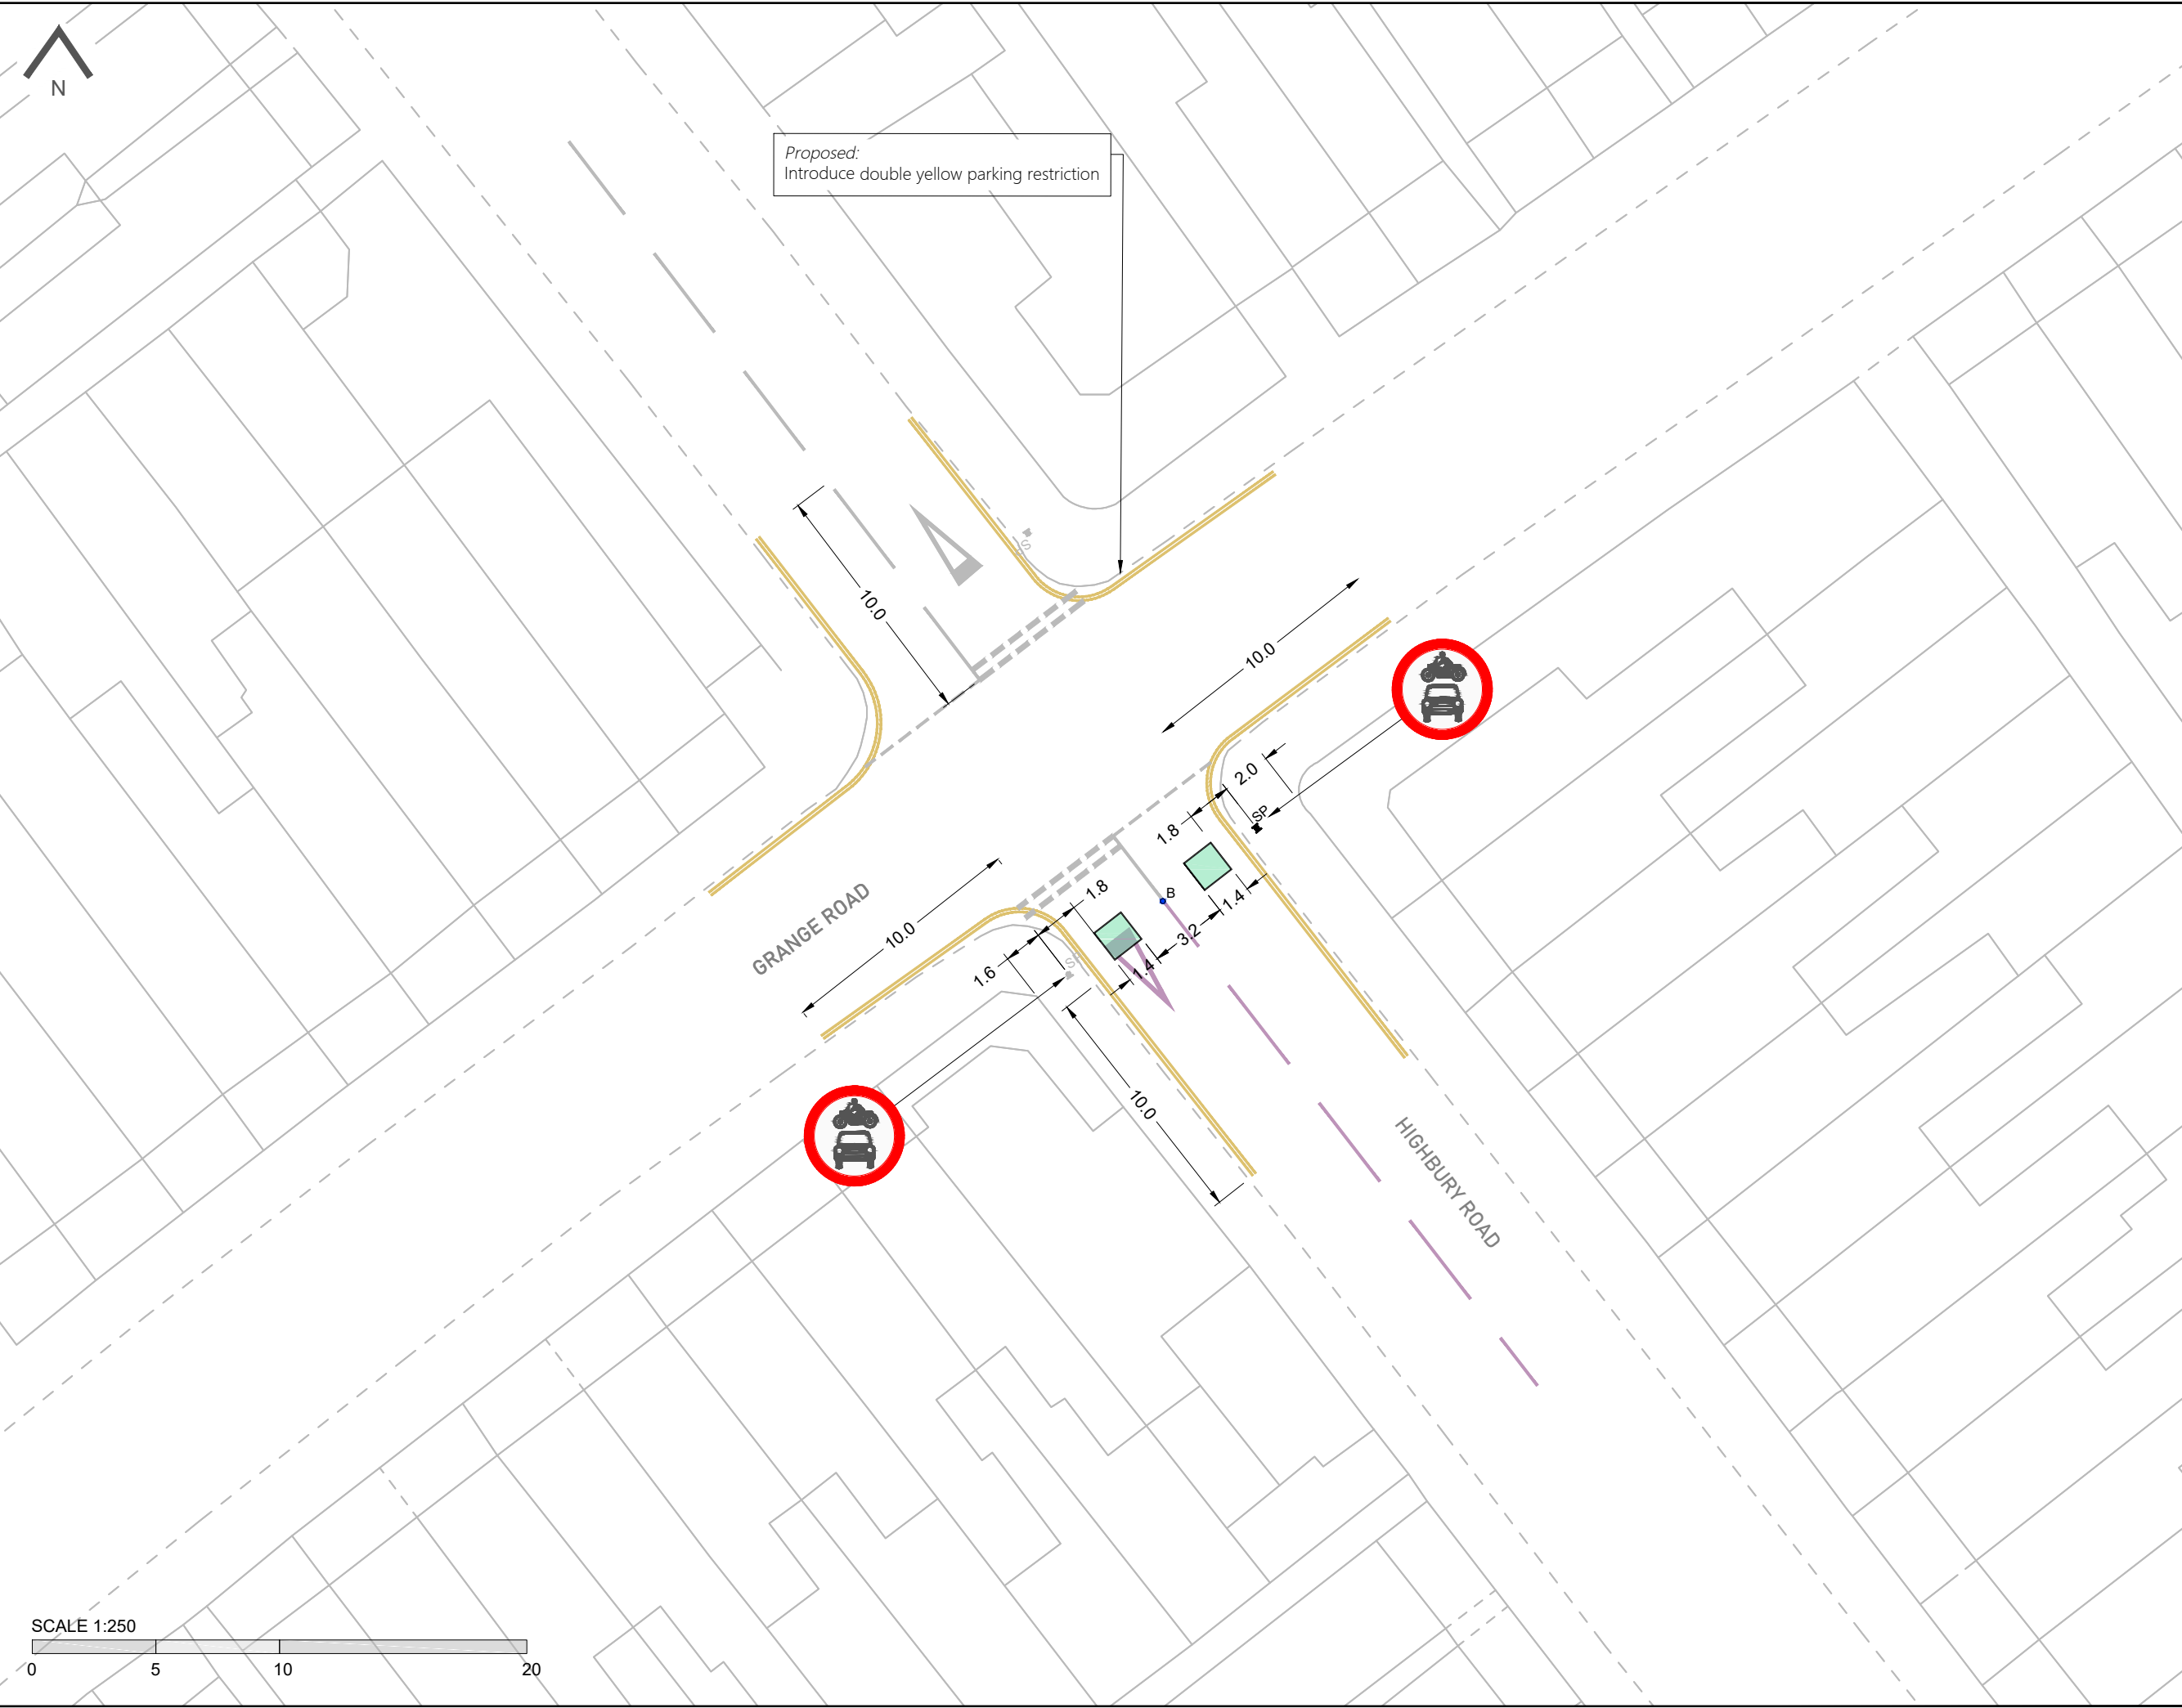 N
Proposed:
Introduce double yellow parking restriction
10.0
10.0
2.0
SP
1.8
B
1.8
1.4
3.2
1.4
GRANGE ROAD
10.0
1.6
S
S
10.0
HIGHBURY ROAD
SCALE 1:250
0 5 10 20